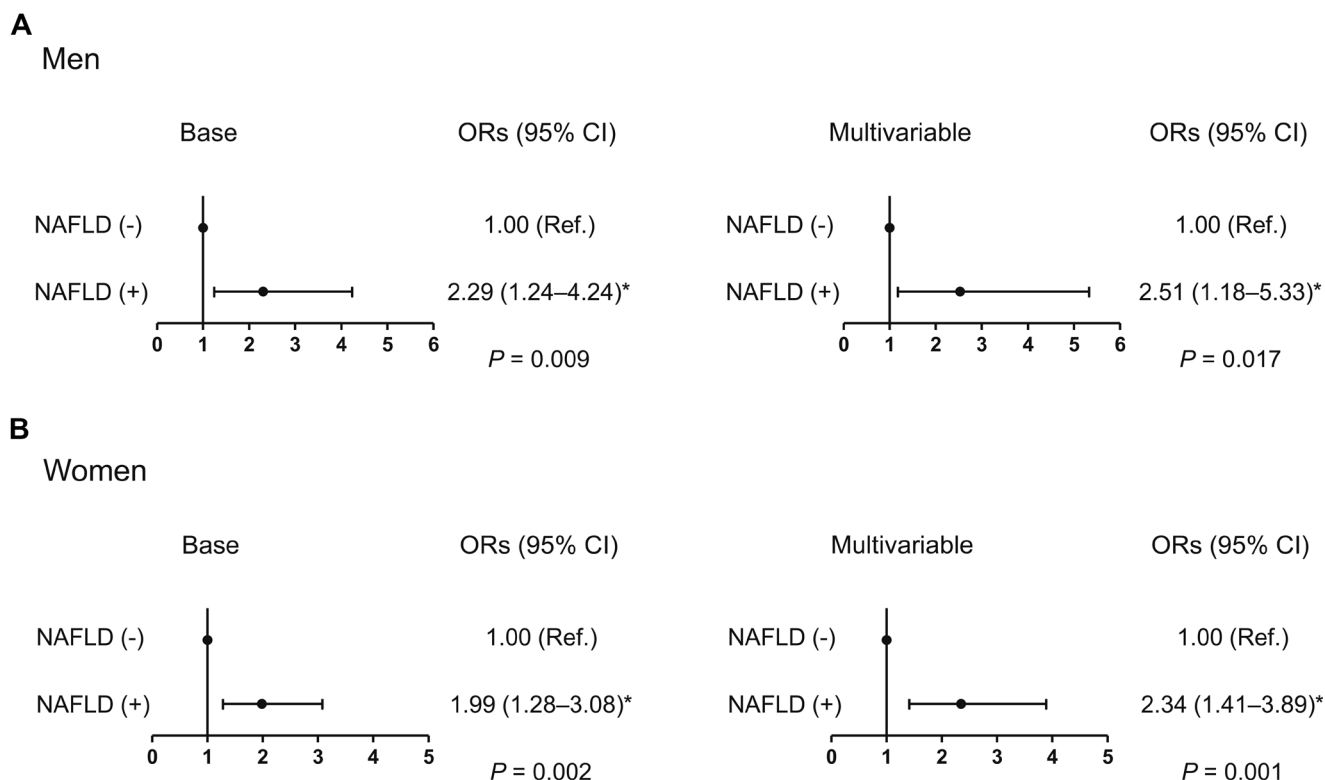 A
Men
Base ORs (95% CI) Multivariable ORs (95% CI)
NAFLD (-) 1.00 (Ref.) NAFLD (-) 1.00 (Ref.)
NAFLD (+) 2.29 (1.24–4.24)* NAFLD (+) 2.51 (1.18–5.33)*
0 1 2 3 4 5 6 0 1 2 3 4 5 6
P = 0.009 P = 0.017
B
Women
Base ORs (95% CI) Multivariable ORs (95% CI)
NAFLD (-) 1.00 (Ref.) NAFLD (-) 1.00 (Ref.)
NAFLD (+) 1.99 (1.28–3.08)* NAFLD (+) 2.34 (1.41–3.89)*
0 1 2 3 4 5 0 1 2 3 4 5
P = 0.002 P = 0.001